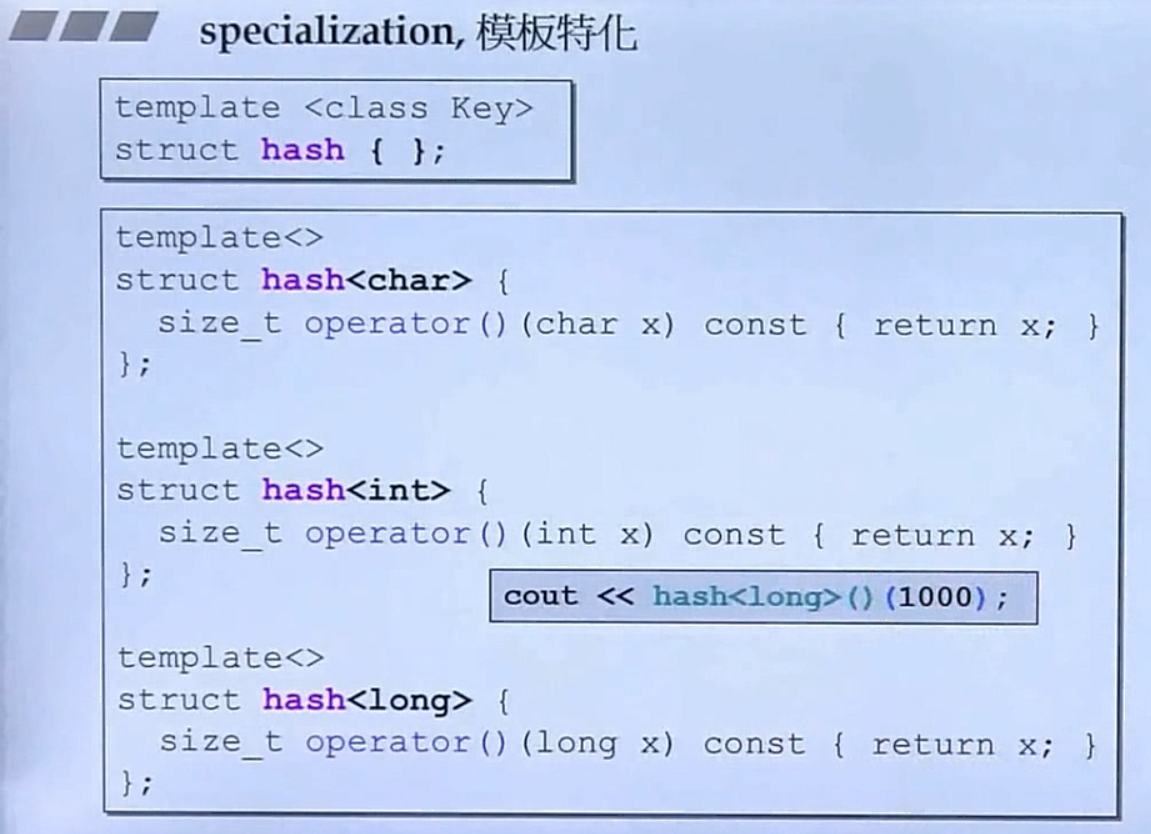 specialization, 模板特化
template <class Key>
struct hash { };
template<>
struct hash<char> {
size_t operator()(char x) const { return x; }
};
template<>
struct hash<int> {
size_t operator()(int x) const { return x; }
};
cout << hash<long>()(1000);
template<>
struct hash<long> {
size_t operator()(long x) const { return x; }
};